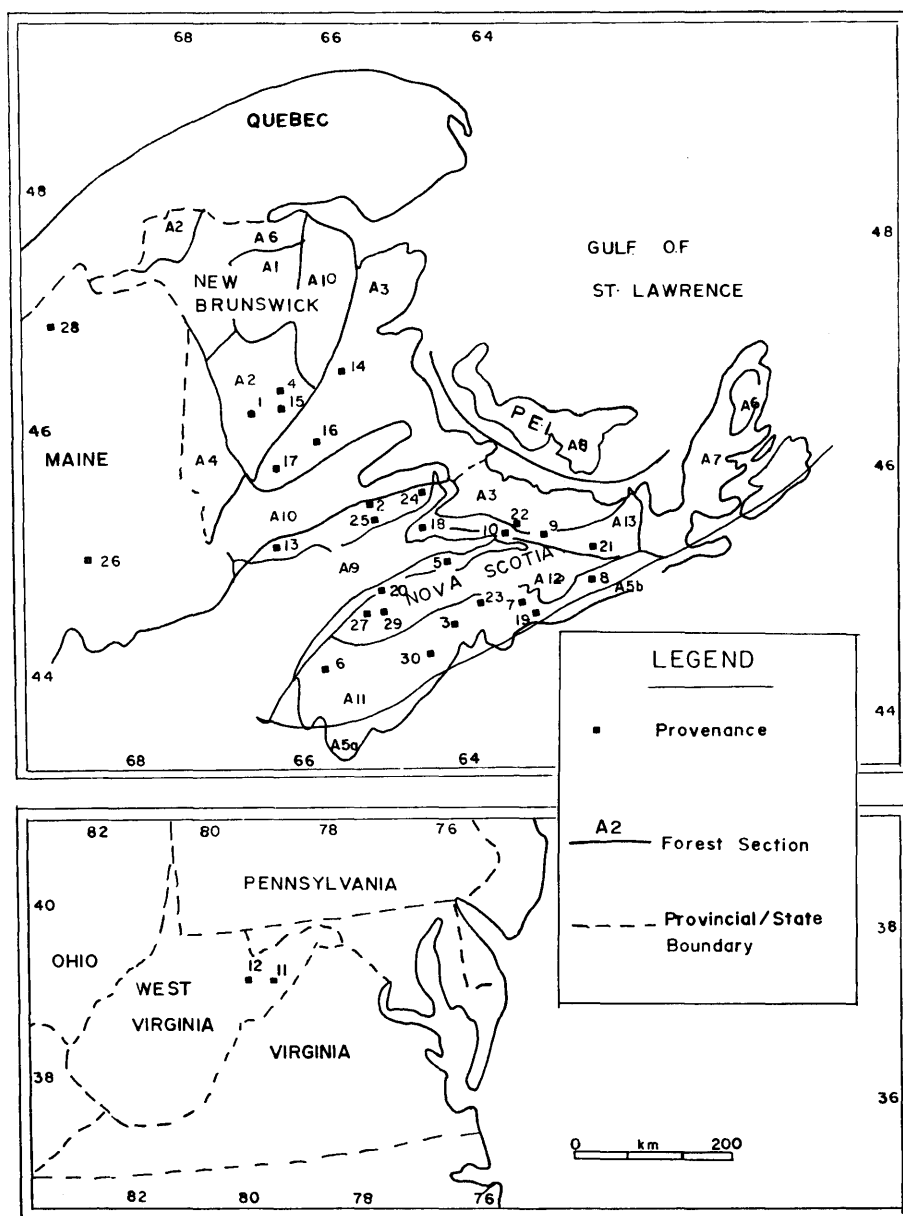 68 66 64
QUEBEC
48
A2
A6
48
GULF OF
A1
NEW
A10
A3
BRUNSWICK
ST. LAWRENCE
28
14
A2
4
1
15
A6
PEI
46
16
A8
A4
A7
MAINE
17
46
24
A3
A10
2
22
A13
25
18
10
9
13
21
26
A9
5
NOVA SCOTIA
A12
20
23
7
8
A5b
27
29
3
19
30
6
44
A11
44
A5a
68 66 64
LEGEND
Provenance
A2
Forest Section
Provincial/State
Boundary
82 80 78 76
PENNSYLVANIA
40
38
OHIO
12
11
WEST
VIRGINIA
VIRGINIA
38
36
0 km 200
82 80 78 76